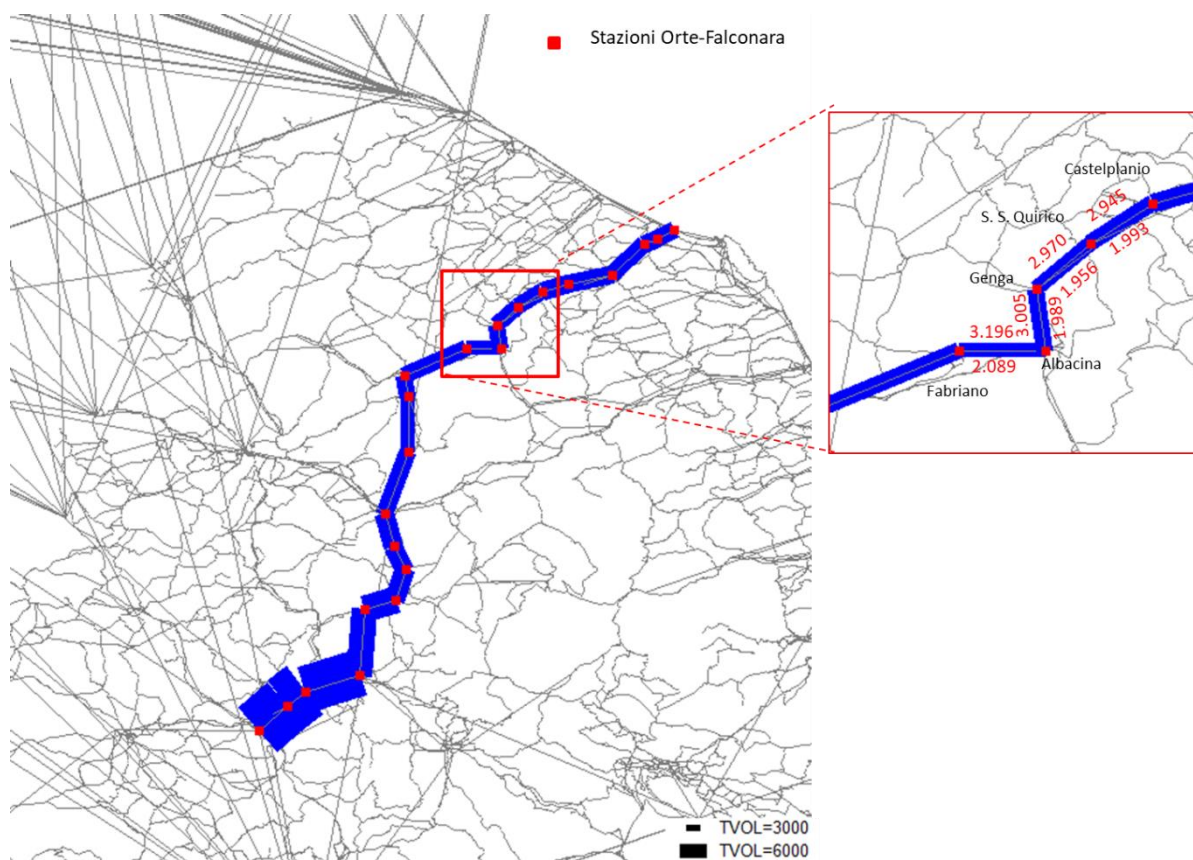 Stazioni Orte-Falconara
Castelplanio
2.945
S. S. Quirico
1.993
2.970
Genga
1.956
3.005
1.989
3.196
Albacina
2.089
Fabriano
TVOL=3000
TVOL=6000